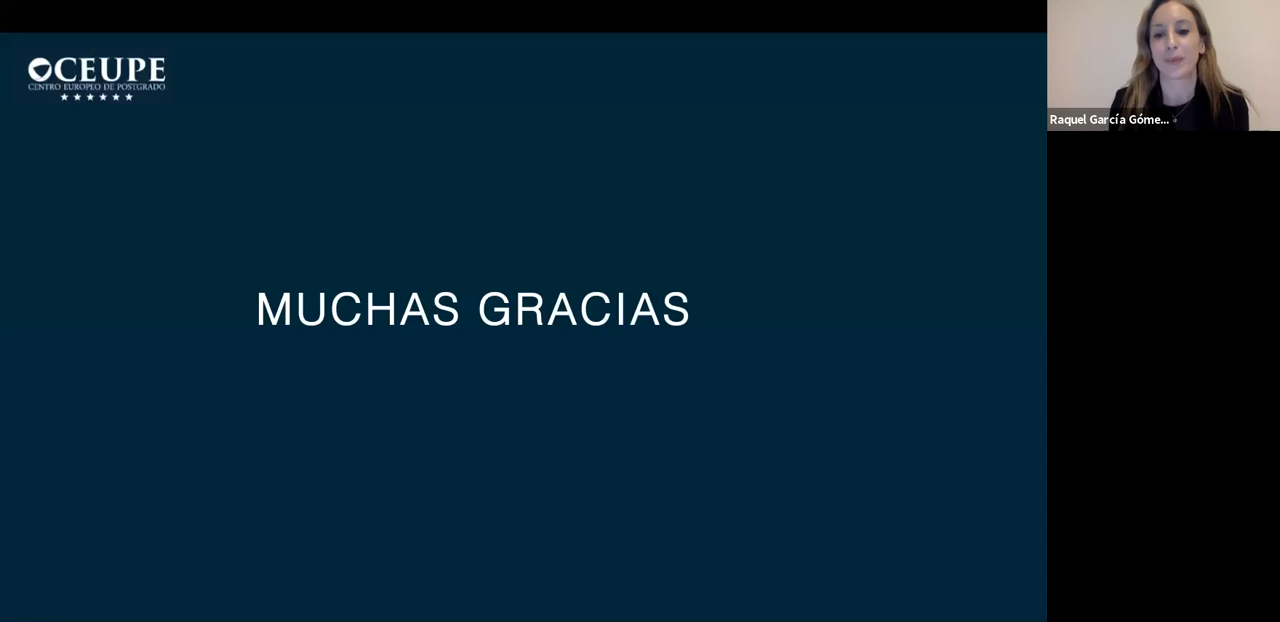 CEUPE
CENTRO EUROPEO DE POSTGRADO
MUCHAS GRACIAS
Raquel García Góme...